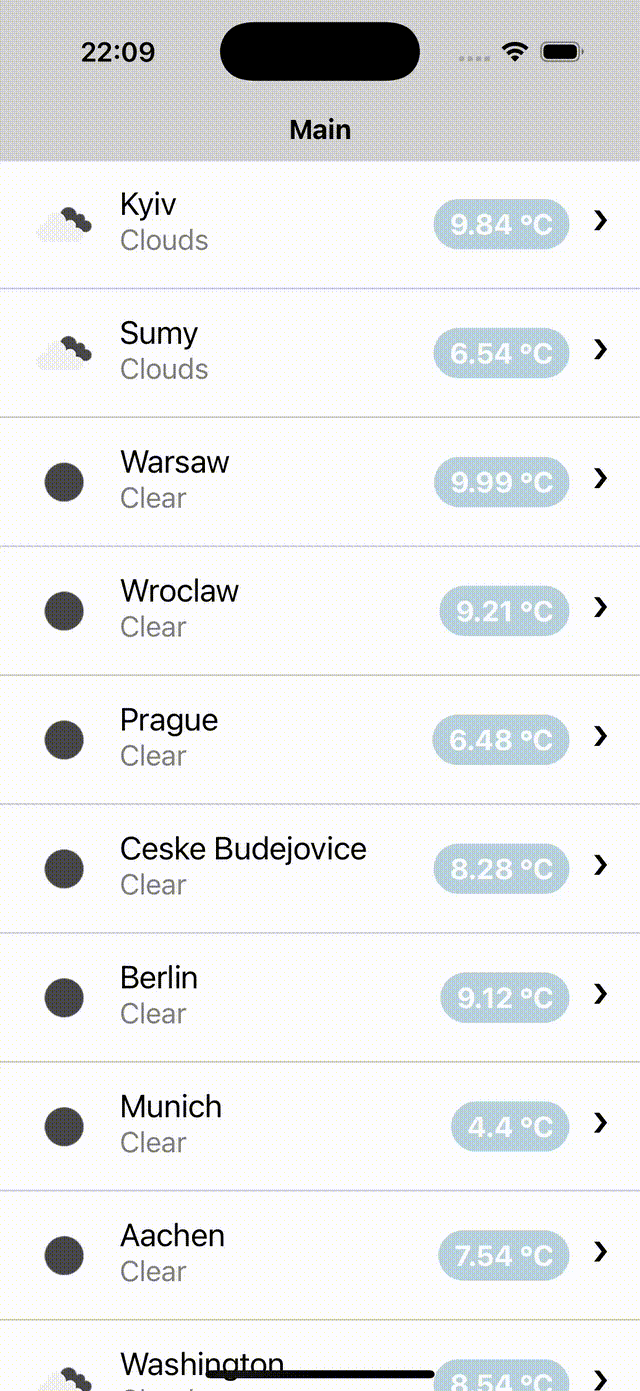 22:09
Main
Kyiv
Clouds
9.84 °C
Sumy
Clouds
6.54 °C
Warsaw
Clear
9.99 °C
Wroclaw
Clear
9.21 °C
Prague
Clear
6.48 °C
Ceske Budejovice
Clear
8.28 °C
Berlin
Clear
9.12 °C
Munich
Clear
4.4 °C
Aachen
Clear
7.54 °C
Washington
8.54 °C